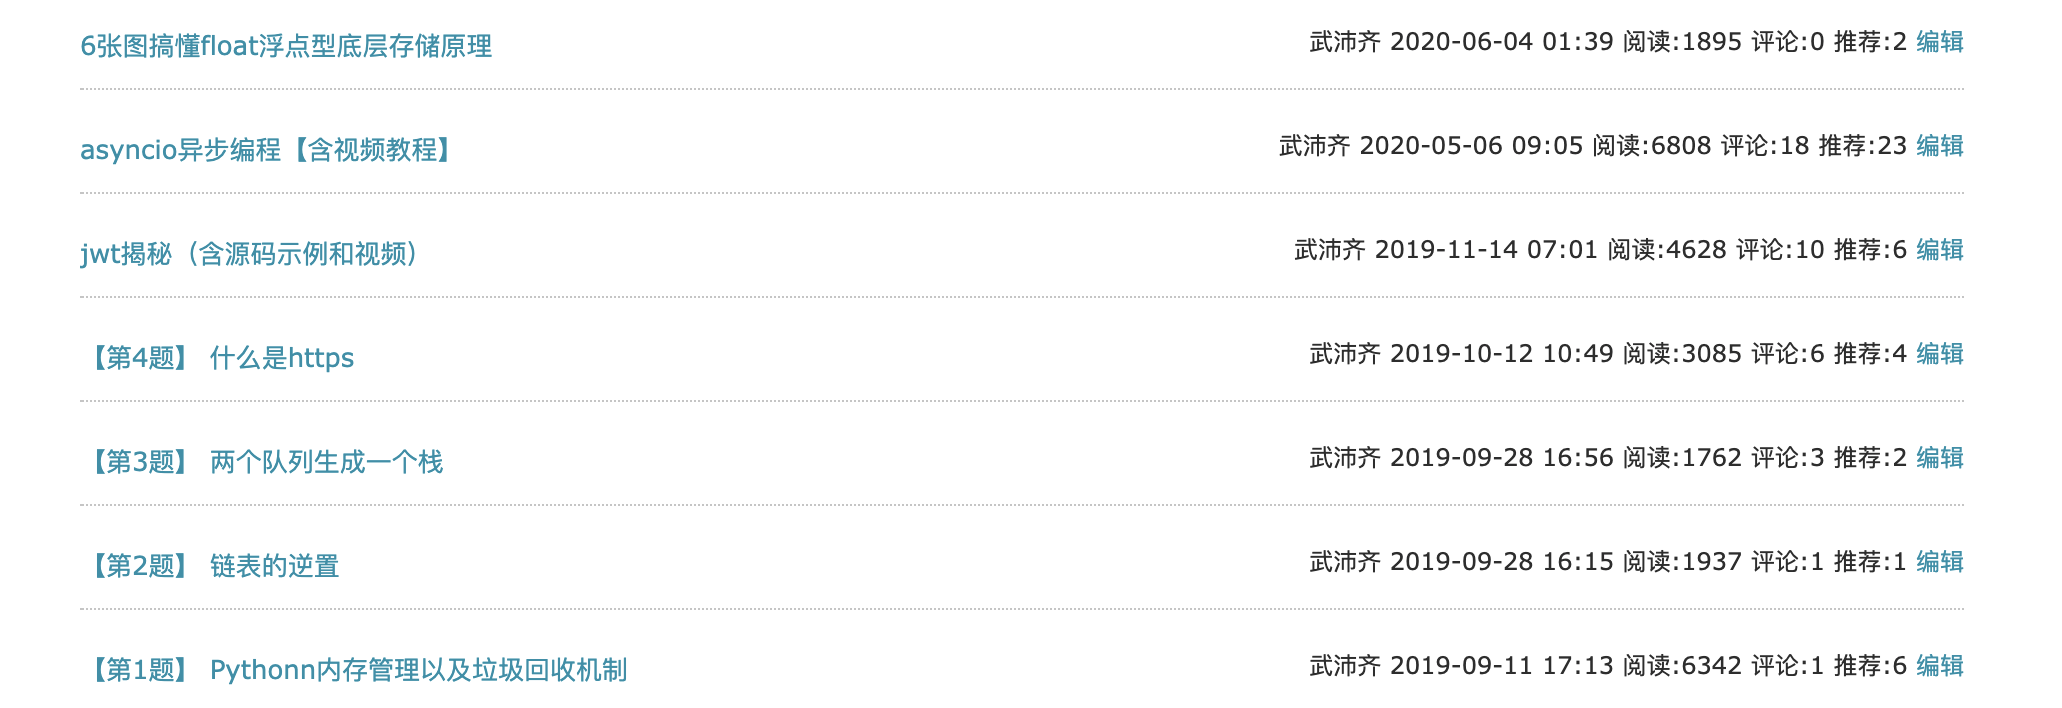 6张图搞懂float浮点型底层存储原理 武沛齐 2020-06-04 01:39 阅读:1895 评论:0 推荐:2 编辑
asyncio异步编程【含视频教程】 武沛齐 2020-05-06 09:05 阅读:6808 评论:18 推荐:23 编辑
jwt揭秘（含源码示例和视频） 武沛齐 2019-11-14 07:01 阅读:4628 评论:10 推荐:6 编辑
【第4题】 什么是https 武沛齐 2019-10-12 10:49 阅读:3085 评论:6 推荐:4 编辑
【第3题】 两个队列生成一个栈 武沛齐 2019-09-28 16:56 阅读:1762 评论:3 推荐:2 编辑
【第2题】 链表的逆置 武沛齐 2019-09-28 16:15 阅读:1937 评论:1 推荐:1 编辑
【第1题】 Pythonn内存管理以及垃圾回收机制 武沛齐 2019-09-11 17:13 阅读:6342 评论:1 推荐:6 编辑